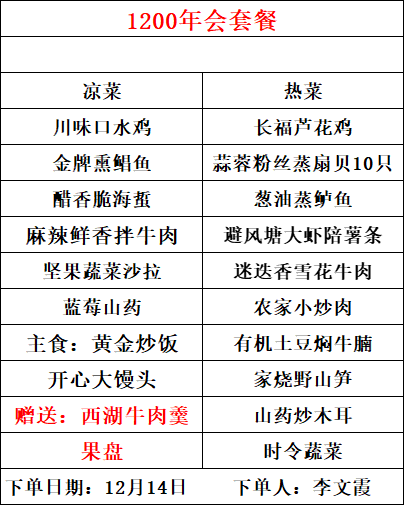 1200年会套餐
凉菜 热菜
川味口水鸡 长福芦花鸡
金牌熏鲳鱼 蒜蓉粉丝蒸扇贝10只
醋香脆海蜇 葱油蒸鲈鱼
麻辣鲜香拌牛肉 避风塘大虾陪薯条
坚果蔬菜沙拉 迷迭香雪花牛肉
蓝莓山药 农家小炒肉
主食：黄金炒饭 有机土豆焖牛腩
开心大馒头 家烧野山笋
赠送：西湖牛肉羹 山药炒木耳
果盘 时令蔬菜
下单日期：12月14日 下单人：李文霞